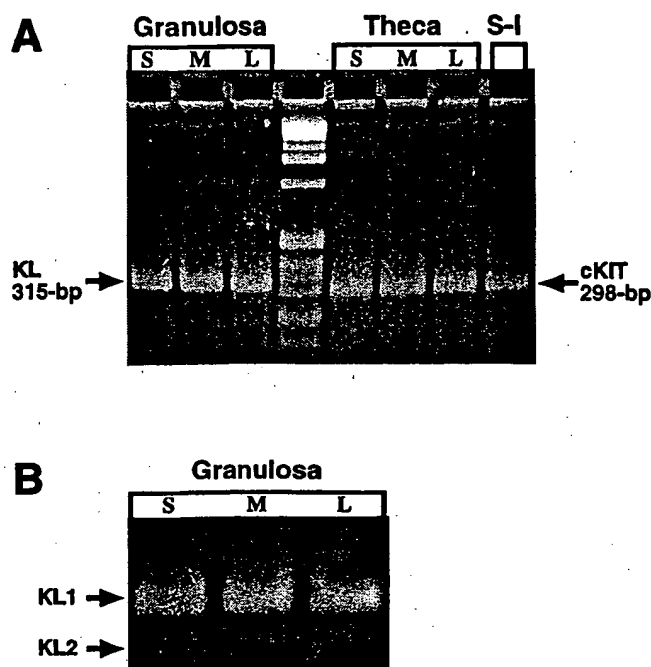 A
Granulosa
Theca
S-I
S M L
S M L
KL
315-bp
cKIT
298-bp
B
Granulosa
S M L
KL1
KL2